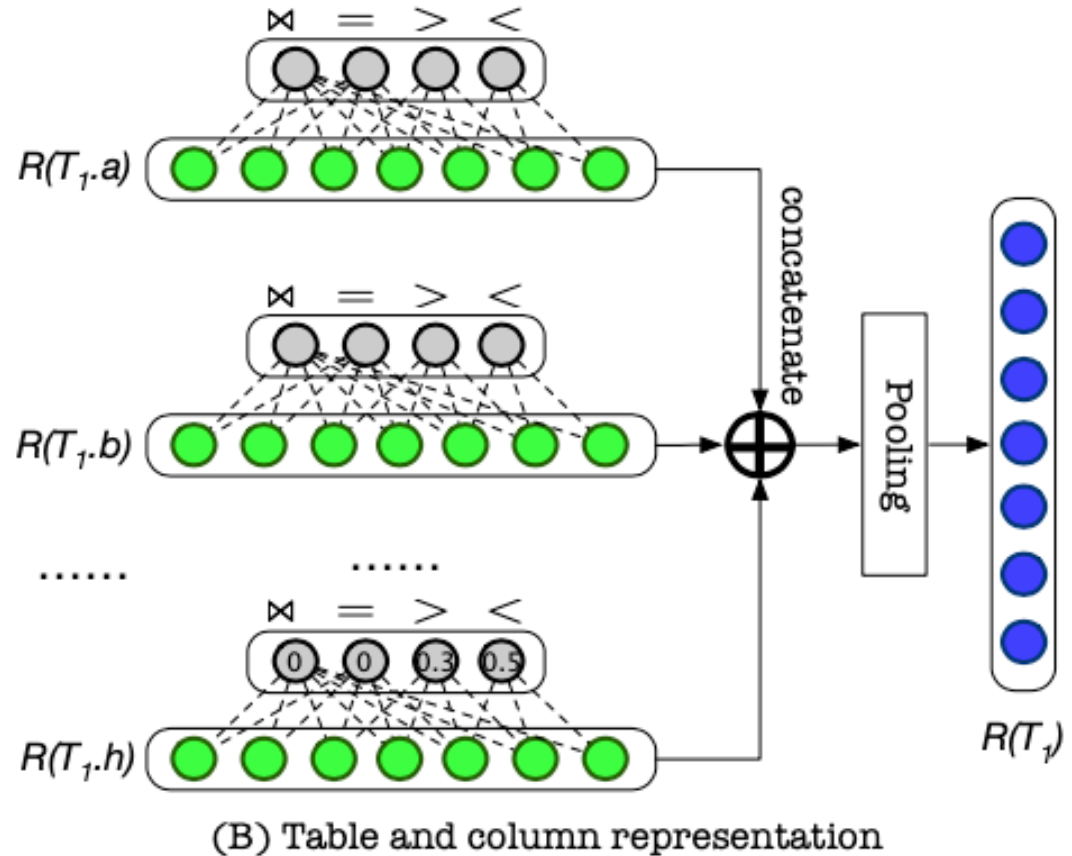 ⋈ = > <
R(T₁.a)
concatenate
⋈ = > <
R(T₁.b)
Pooling
...... ......
⋈ = > <
0 0 0.3 0.5
R(T₁.h)
R(T₁)
(B) Table and column representation